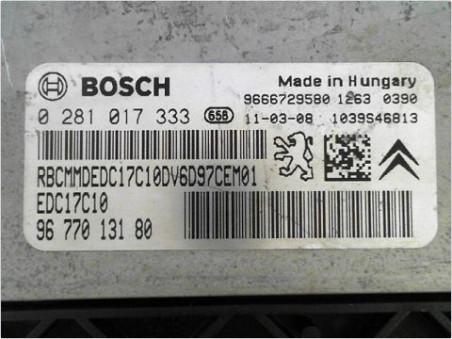 BOSCH
Made in Hungary
9666729580 1263 0390
0 281 017 333 658 11-03-08 1039S46813
RBCMMDEDC17C10DV6D97CEM01
EDC17C10
96 770 131 80